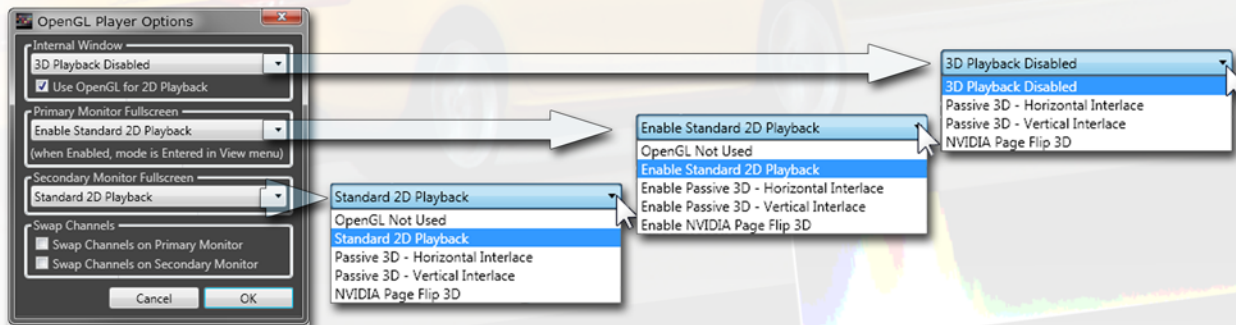 OpenGL Player Options
Internal Window
3D Playback Disabled
Use OpenGL for 2D Playback
Primary Monitor Fullscreen
Enable Standard 2D Playback
(when Enabled, mode is Entered in View menu)
Secondary Monitor Fullscreen
Standard 2D Playback
Swap Channels
Swap Channels on Primary Monitor
Swap Channels on Secondary Monitor
Cancel
OK
Standard 2D Playback
OpenGL Not Used
Standard 2D Playback
Passive 3D - Horizontal Interlace
Passive 3D - Vertical Interlace
NVIDIA Page Flip 3D
Enable Standard 2D Playback
OpenGL Not Used
Enable Standard 2D Playback
Enable Passive 3D - Horizontal Interlace
Enable Passive 3D - Vertical Interlace
Enable NVIDIA Page Flip 3D
3D Playback Disabled
3D Playback Disabled
Passive 3D - Horizontal Interlace
Passive 3D - Vertical Interlace
NVIDIA Page Flip 3D